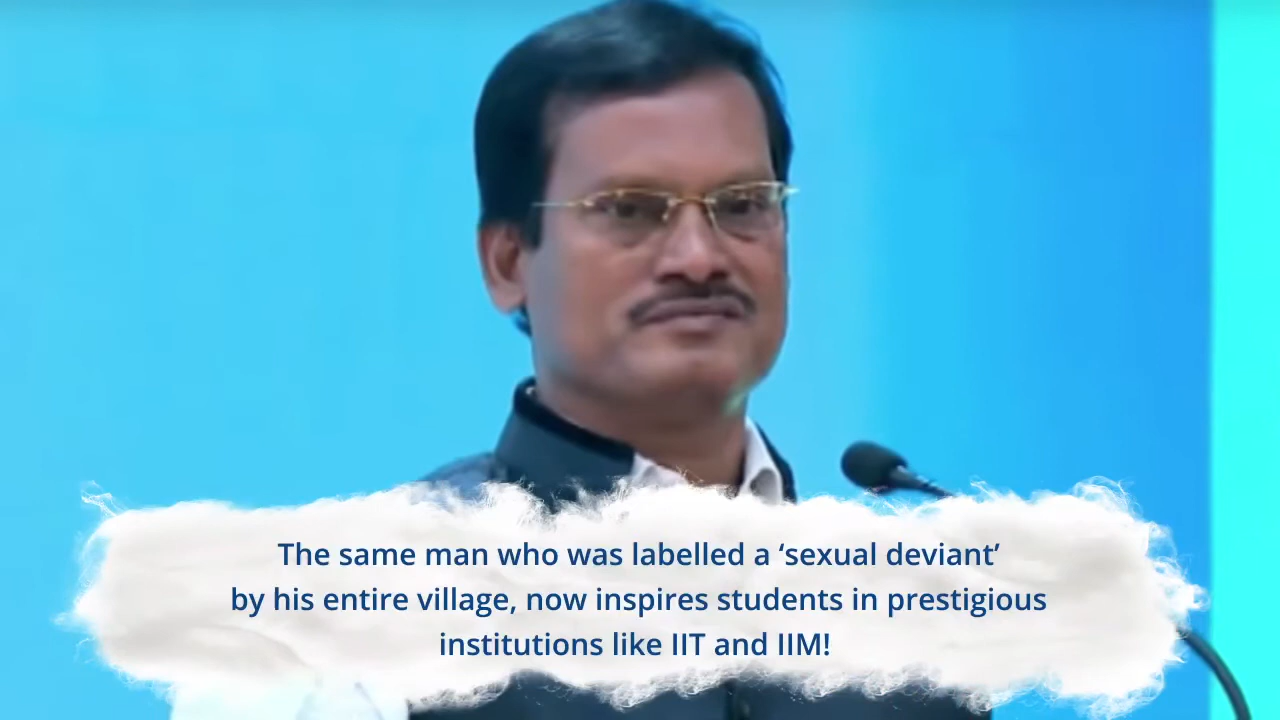 The same man who was labelled a ‘sexual deviant’
by his entire village, now inspires students in prestigious
institutions like IIT and IIM!